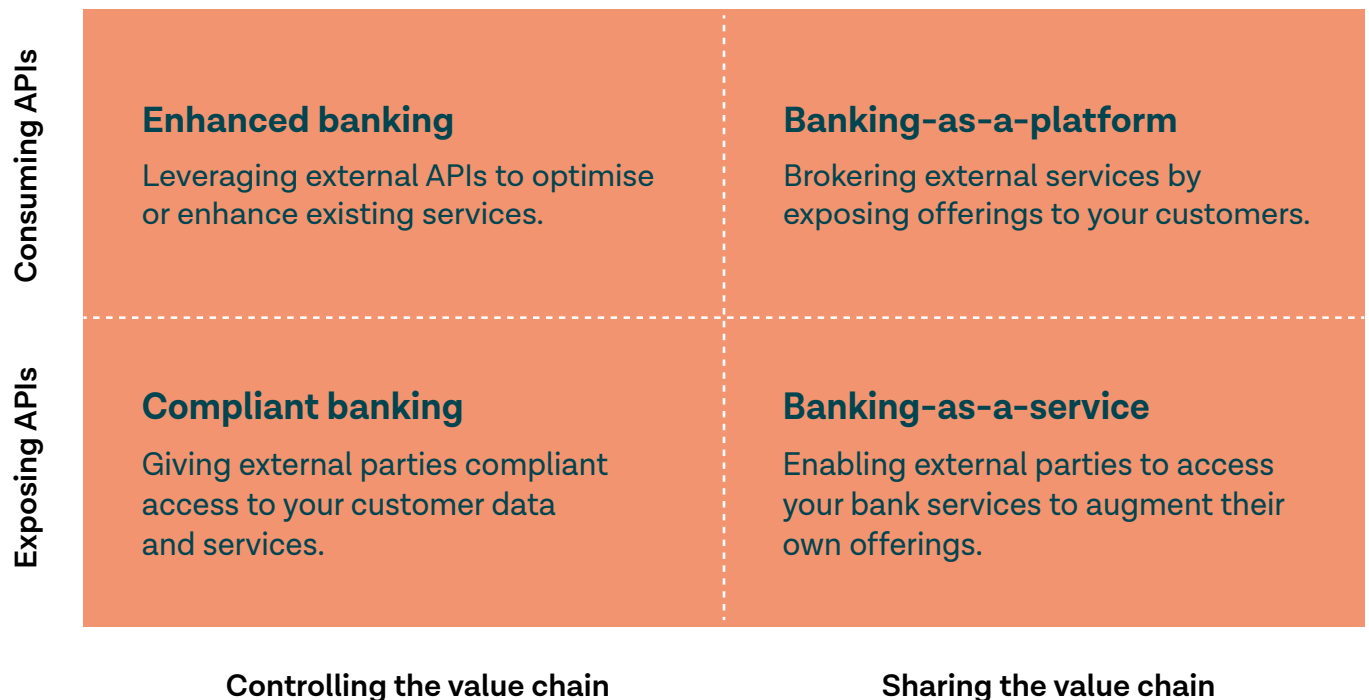 Consuming APIs
Enhanced banking
Leveraging external APIs to optimise
or enhance existing services.
Banking-as-a-platform
Brokering external services by
exposing offerings to your customers.
Exposing APIs
Compliant banking
Giving external parties compliant
access to your customer data
and services.
Banking-as-a-service
Enabling external parties to access
your bank services to augment their
own offerings.
Controlling the value chain
Sharing the value chain